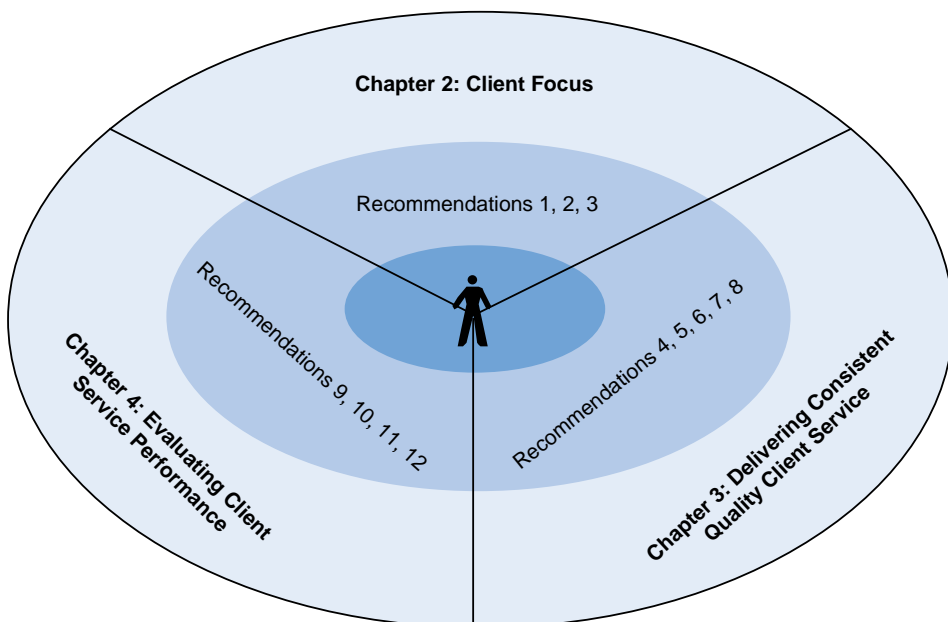 Chapter 2: Client Focus
Recommendations 1, 2, 3
Recommendations 9, 10, 11, 12
Recommendations 4, 5, 6, 7, 8
Chapter 4: Evaluating Client
Service Performance
Chapter 3: Delivering Consistent
Quality Client Service